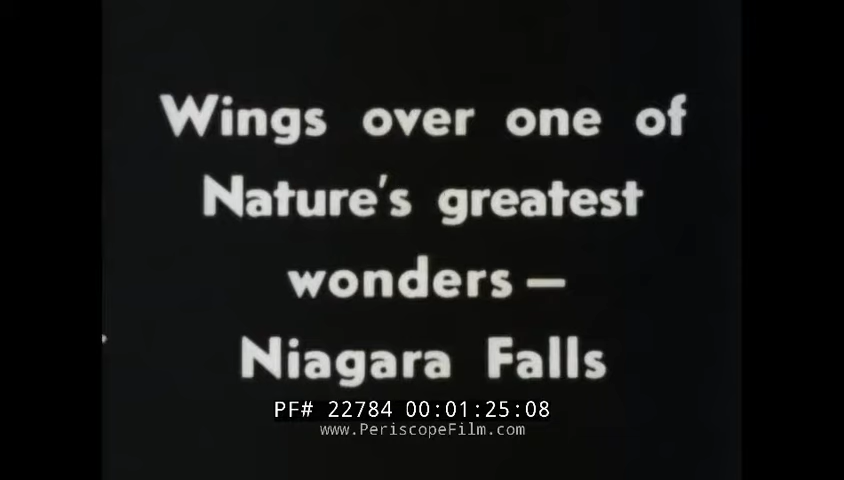 Wings over one of
Nature's greatest
wonders —
Niagara Falls
PF# 22784 00:01:25:08
www.PeriscopeFilm.com